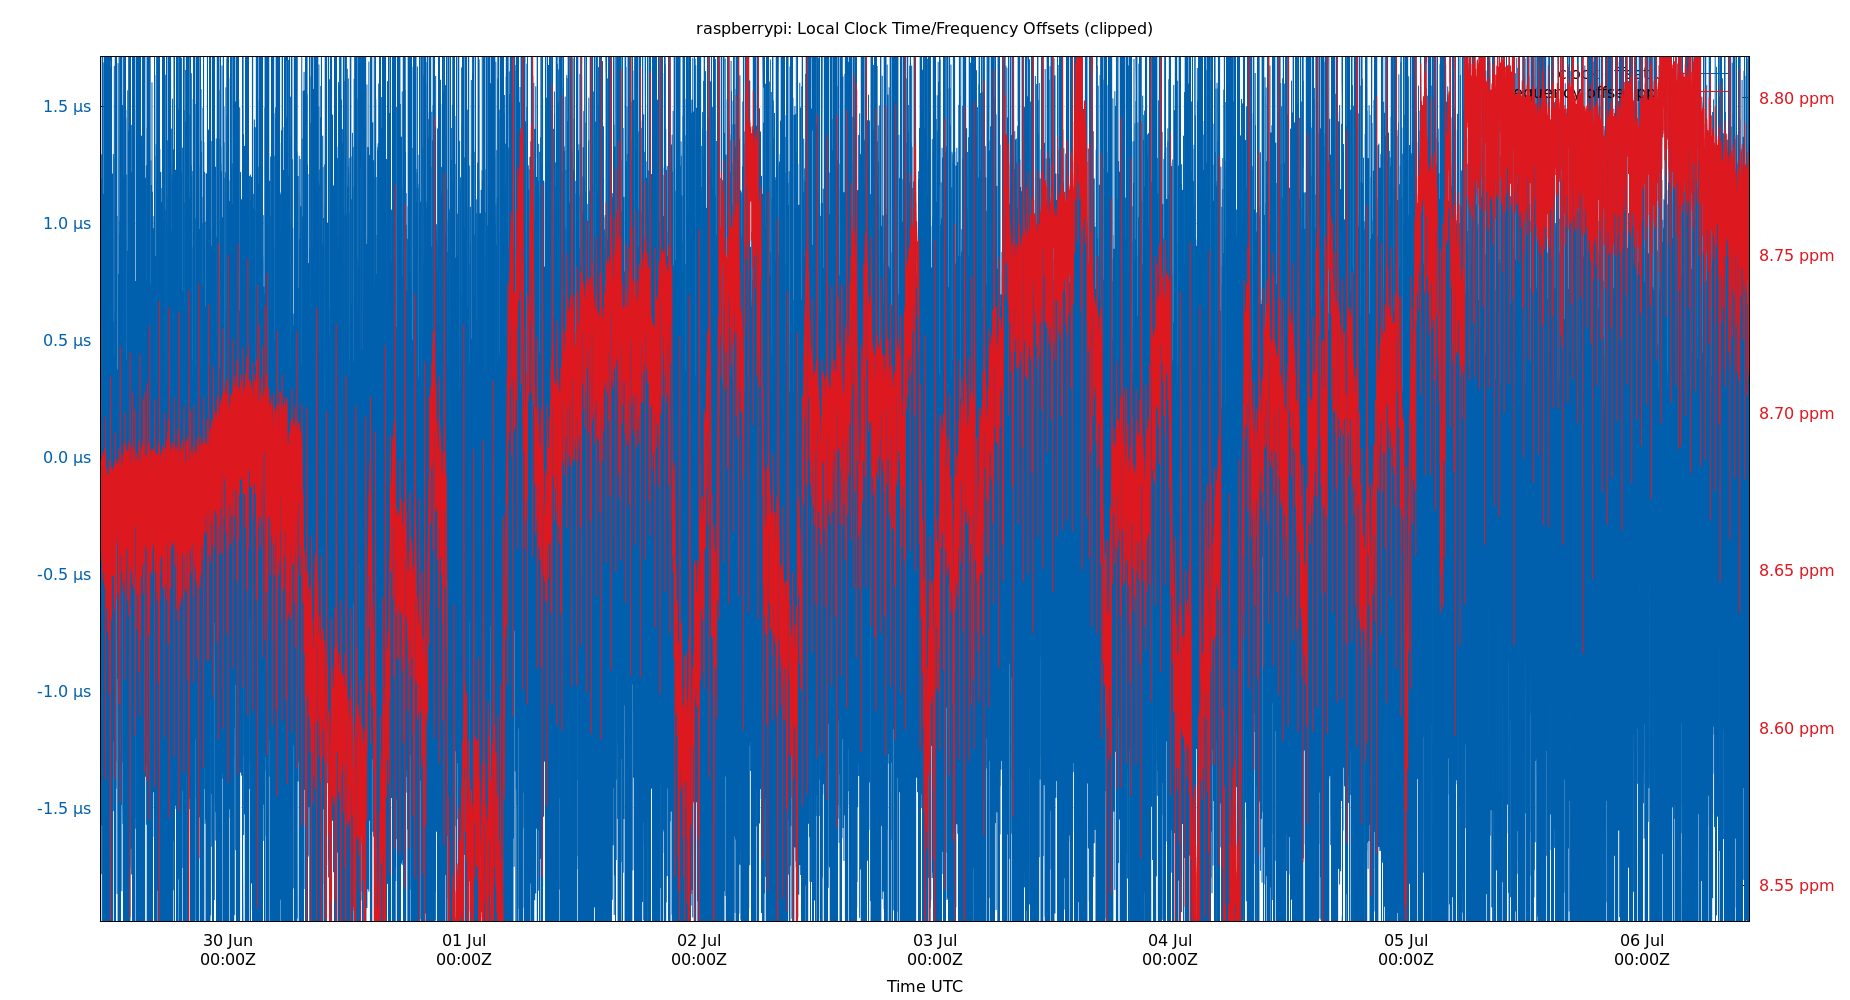 raspberrypi: Local Clock Time/Frequency Offsets (clipped)
1.5 µs
1.0 µs
0.5 µs
0.0 µs
-0.5 µs
-1.0 µs
-1.5 µs
8.80 ppm
8.75 ppm
8.70 ppm
8.65 ppm
8.60 ppm
8.55 ppm
30 Jun
00:00Z
01 Jul
00:00Z
02 Jul
00:00Z
03 Jul
00:00Z
04 Jul
00:00Z
05 Jul
00:00Z
06 Jul
00:00Z
Time UTC